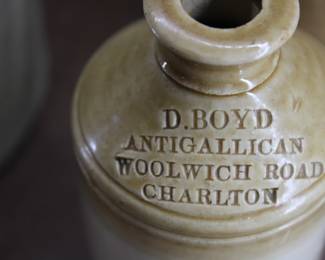 D. BOYD
ANTIGALLICAN
WOOLWICH ROAD
CHARLTON